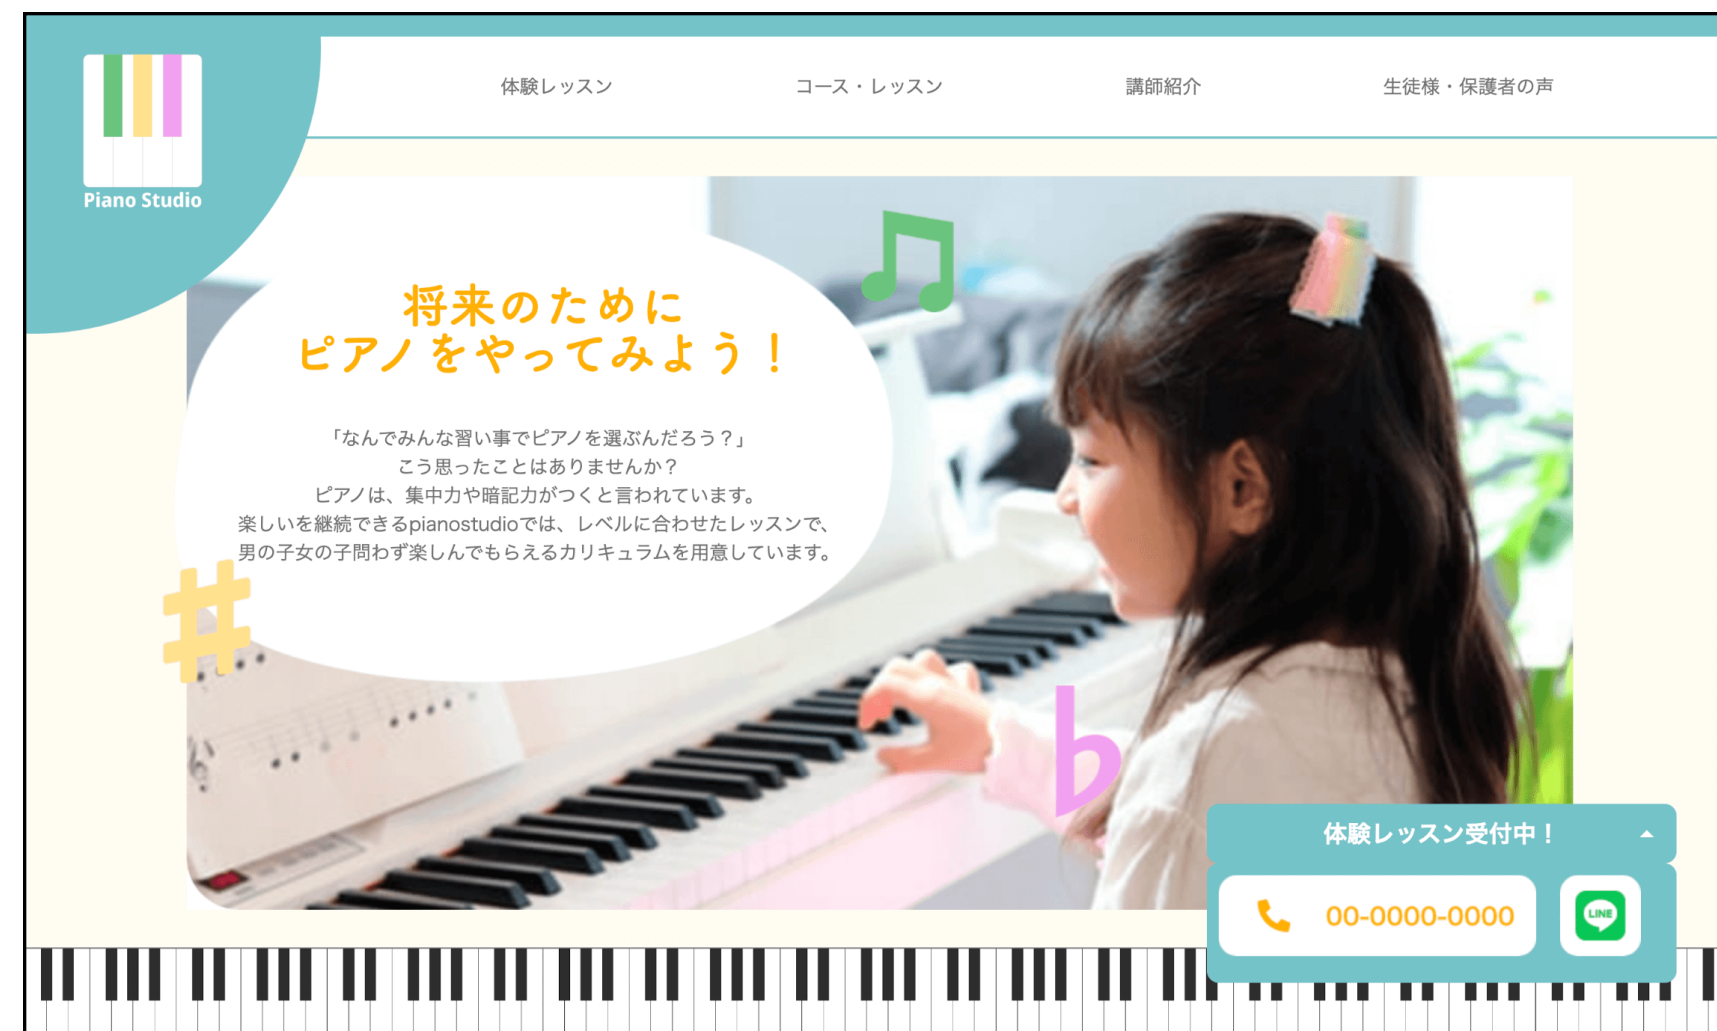 Piano Studio
体験レッスン
コース・レッスン
講師紹介
生徒様・保護者の声
将来のために
ピアノをやってみよう！
「なんでみんな習い事でピアノを選ぶんだろう？」
こう思ったことはありませんか？
ピアノは、集中力や暗記力がつくと言われています。
楽しいを継続できるpianostudioでは、レベルに合わせたレッスンで、
男の子女の子問わず楽しんでもらえるカリキュラムを用意しています。
体験レッスン受付中！
00-0000-0000
LINE